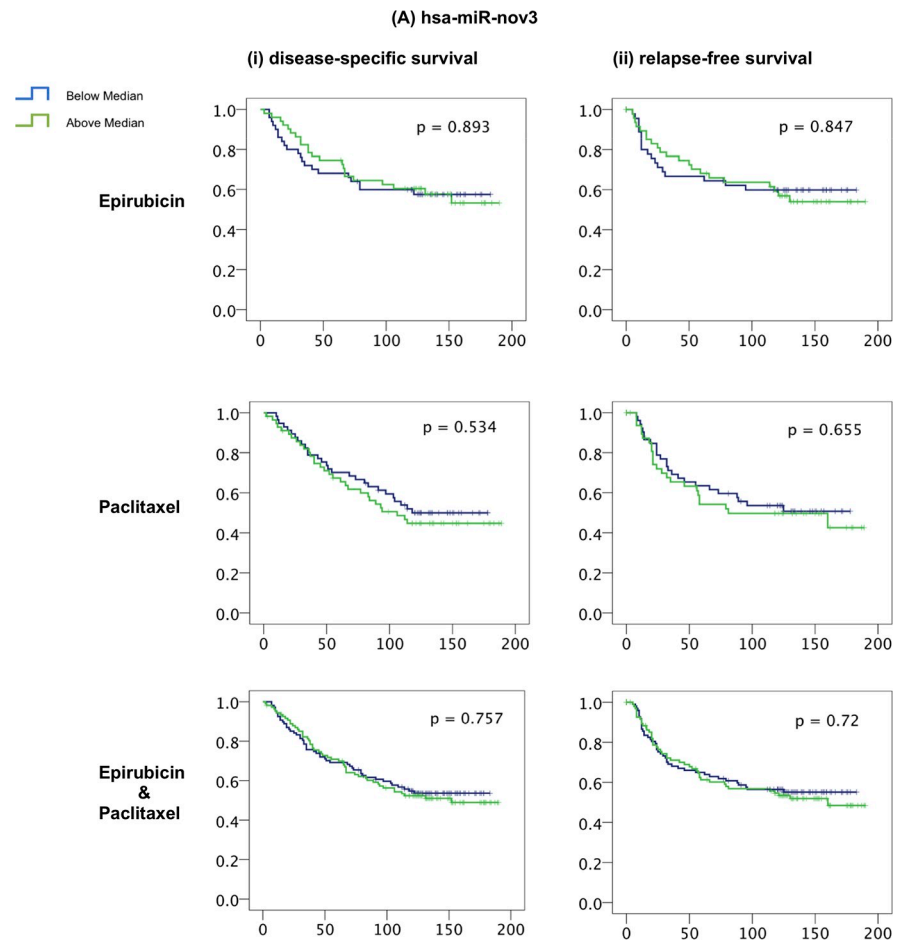 (A) hsa-miR-nov3
(i) disease-specific survival
(ii) relapse-free survival
Below Median
Above Median
Epirubicin
p = 0.893
1.0
0.8
0.6
0.4
0.2
0.0
0 50 100 150 200
p = 0.847
1.0
0.8
0.6
0.4
0.2
0.0
0 50 100 150 200
Paclitaxel
p = 0.534
1.0
0.8
0.6
0.4
0.2
0.0
0 50 100 150 200
p = 0.655
1.0
0.8
0.6
0.4
0.2
0.0
0 50 100 150 200
Epirubicin
&
Paclitaxel
p = 0.757
1.0
0.8
0.6
0.4
0.2
0.0
0 50 100 150 200
p = 0.72
1.0
0.8
0.6
0.4
0.2
0.0
0 50 100 150 200